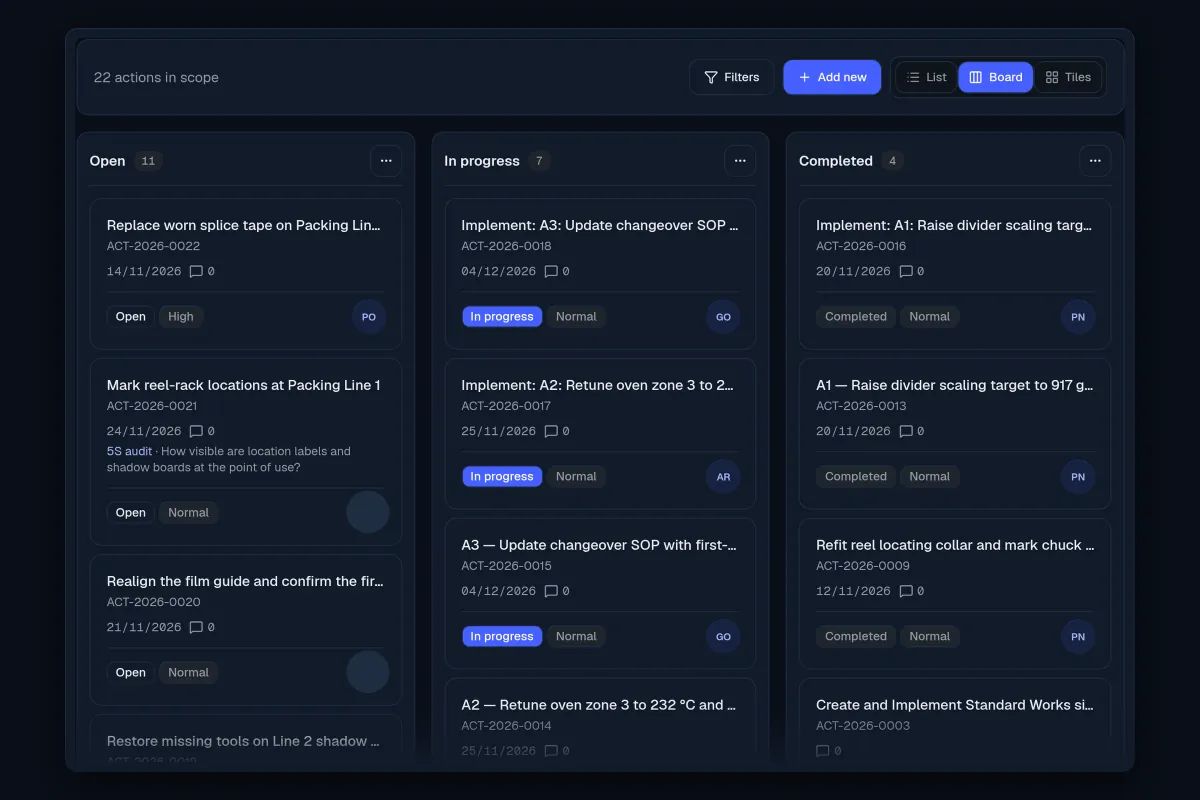 22 actions in scope
Filters
Add new
List
Board
Tiles
Open 11
Replace worn splice tape on Packing Lin...
ACT-2026-0022
14/11/2026 0
Open High PO
Mark reel-rack locations at Packing Line 1
ACT-2026-0021
24/11/2026 0
5S audit · How visible are location labels and
shadow boards at the point of use?
Open Normal
Realign the film guide and confirm the fir...
ACT-2026-0020
21/11/2026 0
Open Normal
Restore missing tools on Line 2 shadow ...
ACT-2026-0019
In progress 7
Implement: A3: Update changeover SOP ...
ACT-2026-0018
04/12/2026 0
In progress Normal GO
Implement: A2: Retune oven zone 3 to 2...
ACT-2026-0017
25/11/2026 0
In progress Normal AR
A3 — Update changeover SOP with first-...
ACT-2026-0015
04/12/2026 0
In progress Normal GO
A2 — Retune oven zone 3 to 232 °C and ...
ACT-2026-0014
25/11/2026 0
Completed 4
Implement: A1: Raise divider scaling targ...
ACT-2026-0016
20/11/2026 0
Completed Normal PN
A1 — Raise divider scaling target to 917 g...
ACT-2026-0013
20/11/2026 0
Completed Normal PN
Refit reel locating collar and mark chuck ...
ACT-2026-0009
12/11/2026 0
Completed Normal PN
Create and Implement Standard Works si...
ACT-2026-0003
0